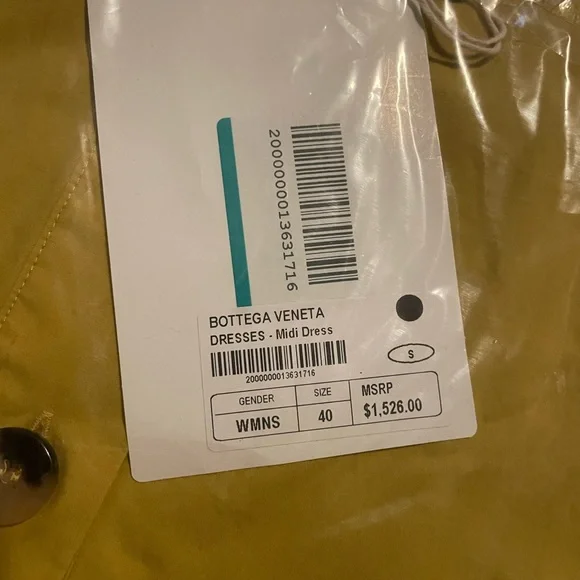 2000000013631716
BOTTEGA VENETA
DRESSES - Midi Dress
2000000013631716
S
GENDER SIZE MSRP
WMNS 40 $1,526.00